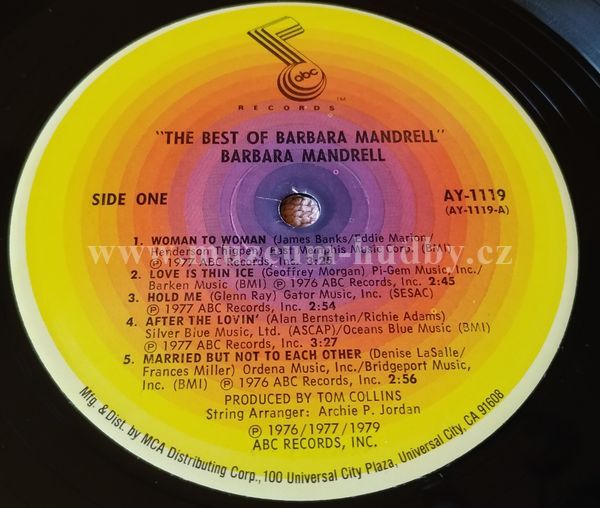 abc
RECORDS™
"THE BEST OF BARBARA MANDRELL"
BARBARA MANDRELL
SIDE ONE
AY-1119
(AY-1119-A)
1. WOMAN TO WOMAN (James Banks/Eddie Marion/
Henderson Thigpen) East Memphis Music Corp. (BMI)
Ⓟ 1977 ABC Records, Inc. 3:25
2. LOVE IS THIN ICE (Geoffrey Morgan) Pi-Gem Music, Inc./
Barken Music (BMI) Ⓟ 1976 ABC Records, Inc. 2:45
3. HOLD ME (Glenn Ray) Gator Music, Inc. (SESAC)
Ⓟ 1977 ABC Records, Inc. 2:54
4. AFTER THE LOVIN' (Alan Bernstein/Richie Adams)
Silver Blue Music, Ltd. (ASCAP)/Oceans Blue Music (BMI)
Ⓟ 1977 ABC Records, Inc. 3:27
5. MARRIED BUT NOT TO EACH OTHER (Denise LaSalle/
Frances Miller) Ordena Music, Inc./Bridgeport Music,
Inc. (BMI) Ⓟ 1976 ABC Records, Inc. 2:56
PRODUCED BY TOM COLLINS
String Arranger: Archie P. Jordan
Ⓟ 1976/1977/1979
ABC RECORDS, INC.
Mfg. & Dist. by MCA Distributing Corp., 100 Universal City Plaza, Universal City, CA 91608